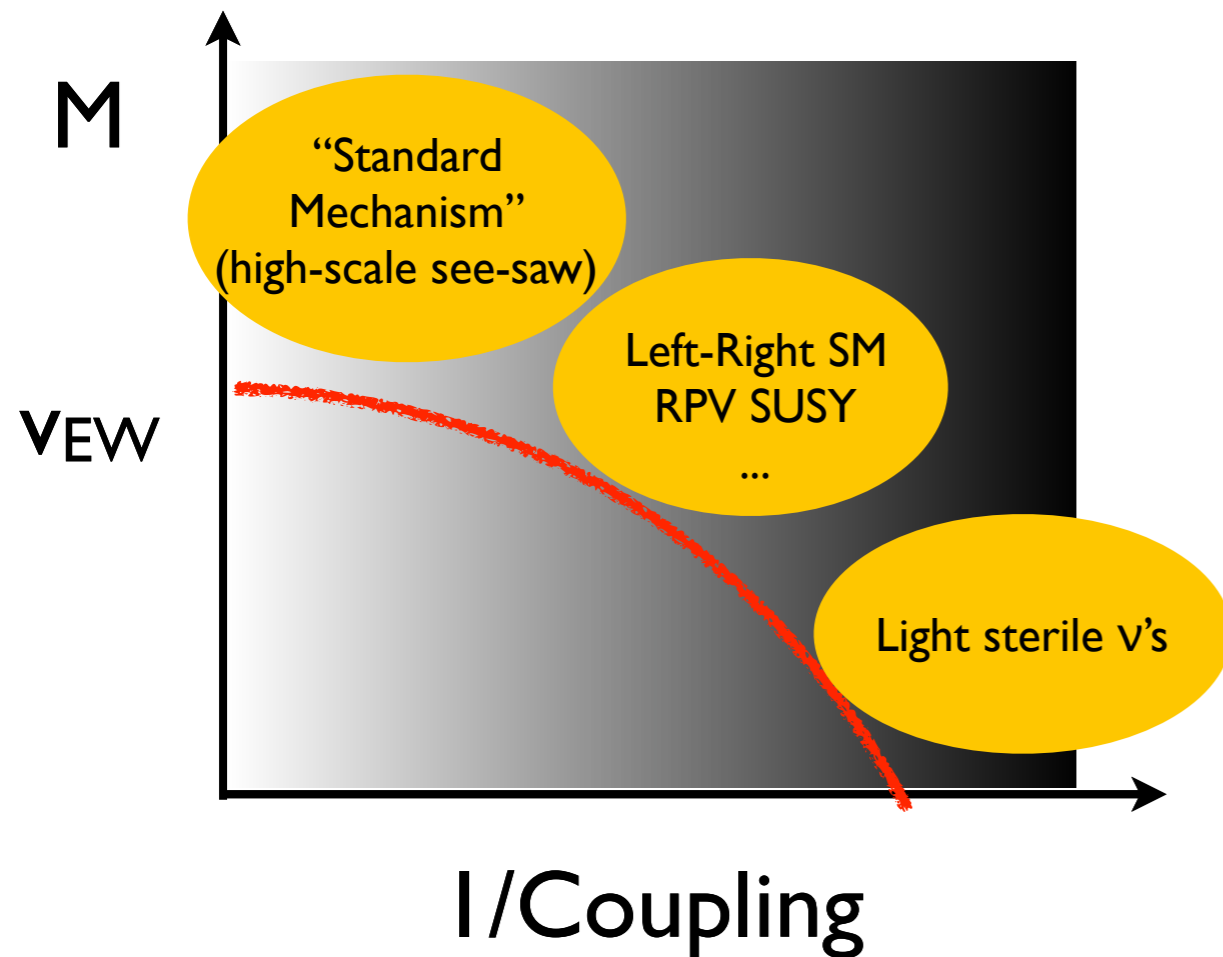 M
“Standard
Mechanism”
(high-scale see-saw)
Left-Right SM
RPV SUSY
...
vEW
Light sterile ν’s
1/Coupling